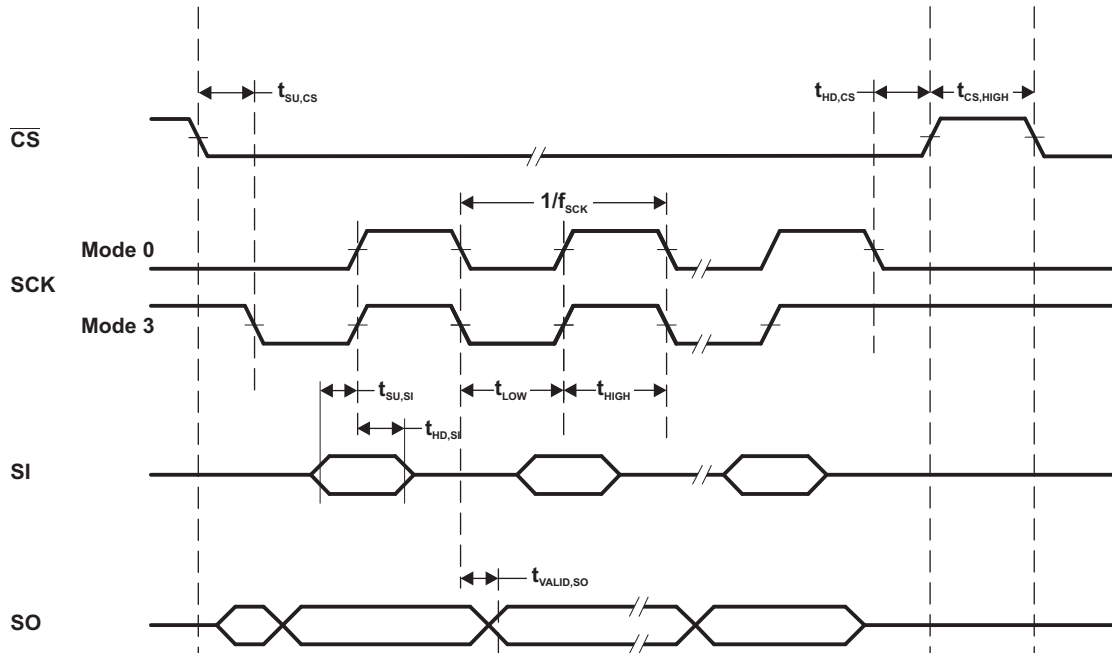 t_SU,CS
t_HD,CS
t_CS,HIGH
CS
1/f_SCK
Mode 0
SCK
Mode 3
t_SU,SI
t_LOW
t_HIGH
t_HD,SI
SI
t_VALID,SO
SO